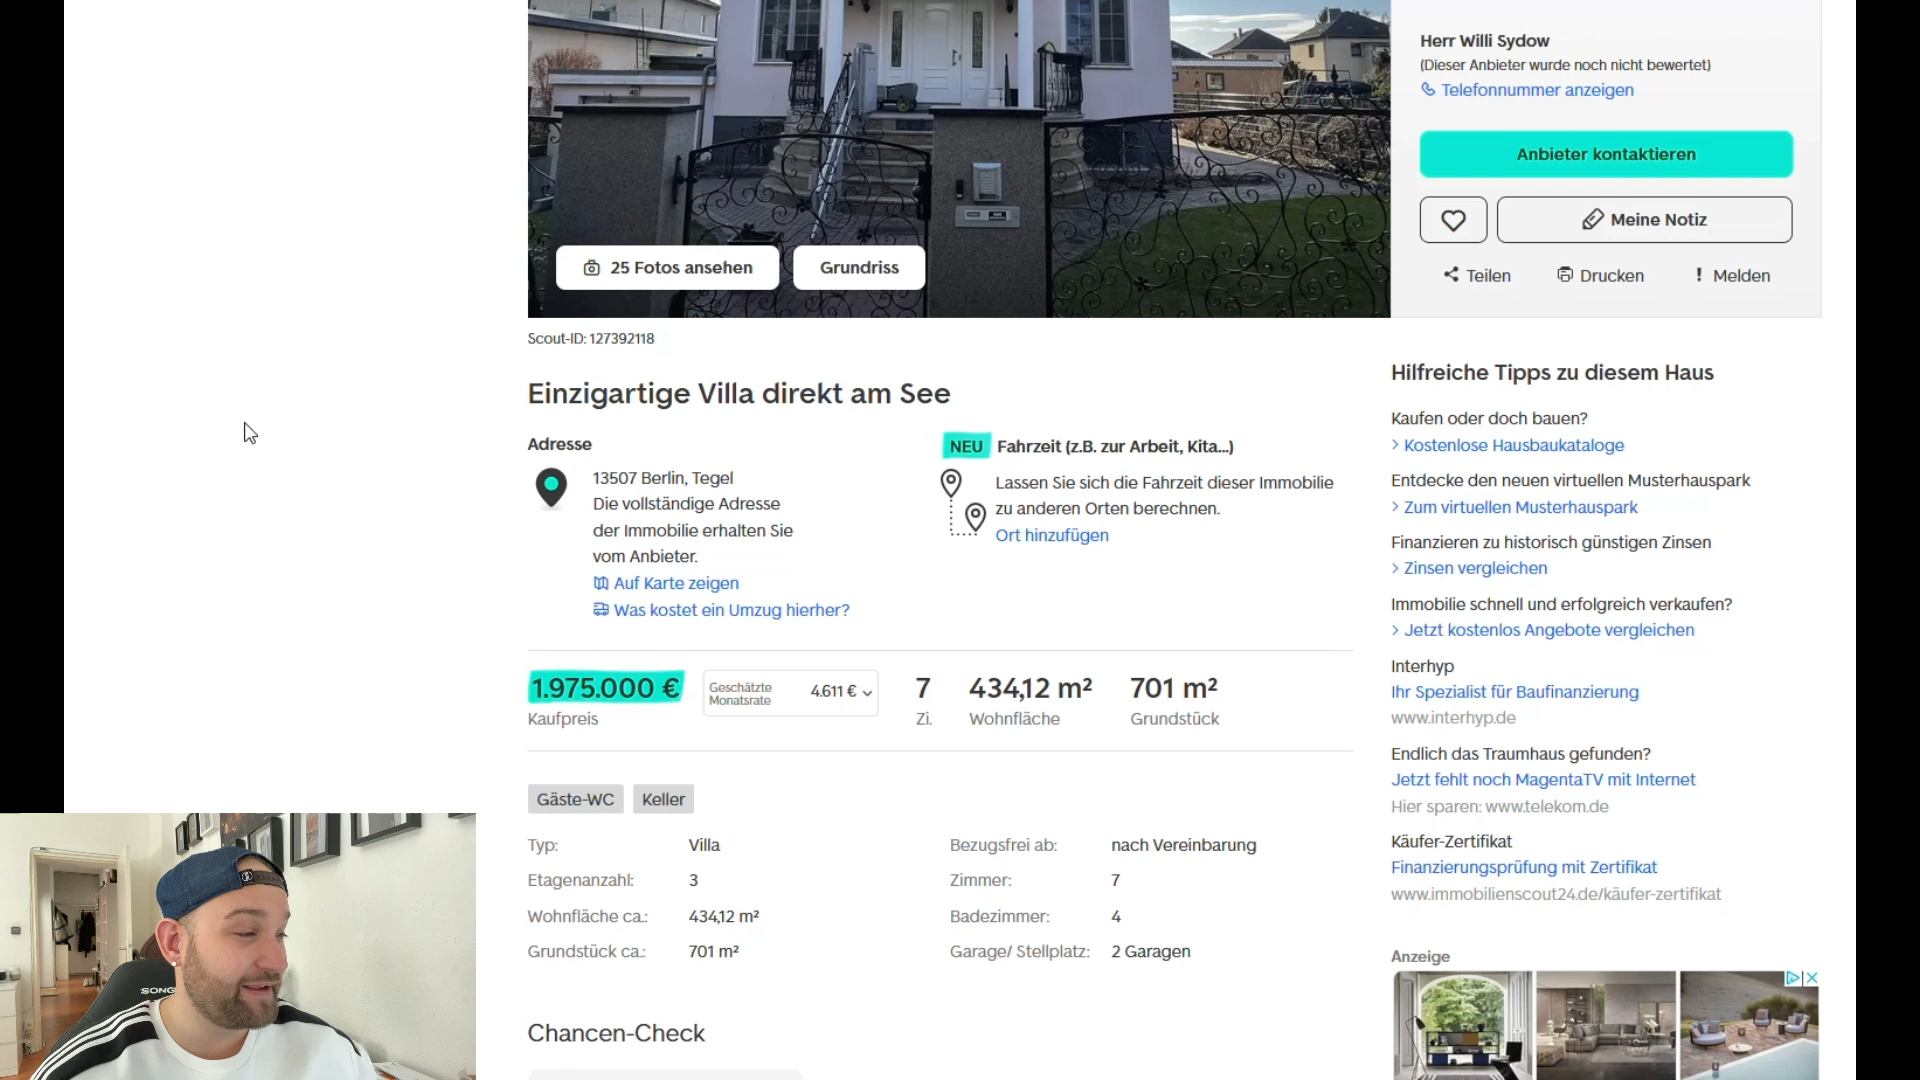 40
25 Fotos ansehen
Grundriss
Herr Willi Sydow
(Dieser Anbieter wurde noch nicht bewertet)
Telefonnummer anzeigen
Anbieter kontaktieren
Meine Notiz
Teilen
Drucken
Melden
Scout-ID: 127392118
Einzigartige Villa direkt am See
Adresse
13507 Berlin, Tegel
Die vollständige Adresse
der Immobilie erhalten Sie
vom Anbieter.
Auf Karte zeigen
Was kostet ein Umzug hierher?
NEU Fahrzeit (z.B. zur Arbeit, Kita...)
Lassen Sie sich die Fahrzeit dieser Immobilie
zu anderen Orten berechnen.
Ort hinzufügen
1.975.000 €
Kaufpreis
Geschätzte
Monatsrate
4.611 €
7
Zi.
434,12 m²
Wohnfläche
701 m²
Grundstück
Gäste-WC
Keller
Typ: Villa
Etagenanzahl: 3
Wohnfläche ca.: 434,12 m²
Grundstück ca.: 701 m²
Bezugsfrei ab: nach Vereinbarung
Zimmer: 7
Badezimmer: 4
Garage/ Stellplatz: 2 Garagen
Chancen-Check
Hilfreiche Tipps zu diesem Haus
Kaufen oder doch bauen?
> Kostenlose Hausbaukataloge
Entdecke den neuen virtuellen Musterhauspark
> Zum virtuellen Musterhauspark
Finanzieren zu historisch günstigen Zinsen
> Zinsen vergleichen
Immobilie schnell und erfolgreich verkaufen?
> Jetzt kostenlos Angebote vergleichen
Interhyp
Ihr Spezialist für Baufinanzierung
www.interhyp.de
Endlich das Traumhaus gefunden?
Jetzt fehlt noch MagentaTV mit Internet
Hier sparen: www.telekom.de
Käufer-Zertifikat
Finanzierungsprüfung mit Zertifikat
www.immobilienscout24.de/käufer-zertifikat
Anzeige
SONG